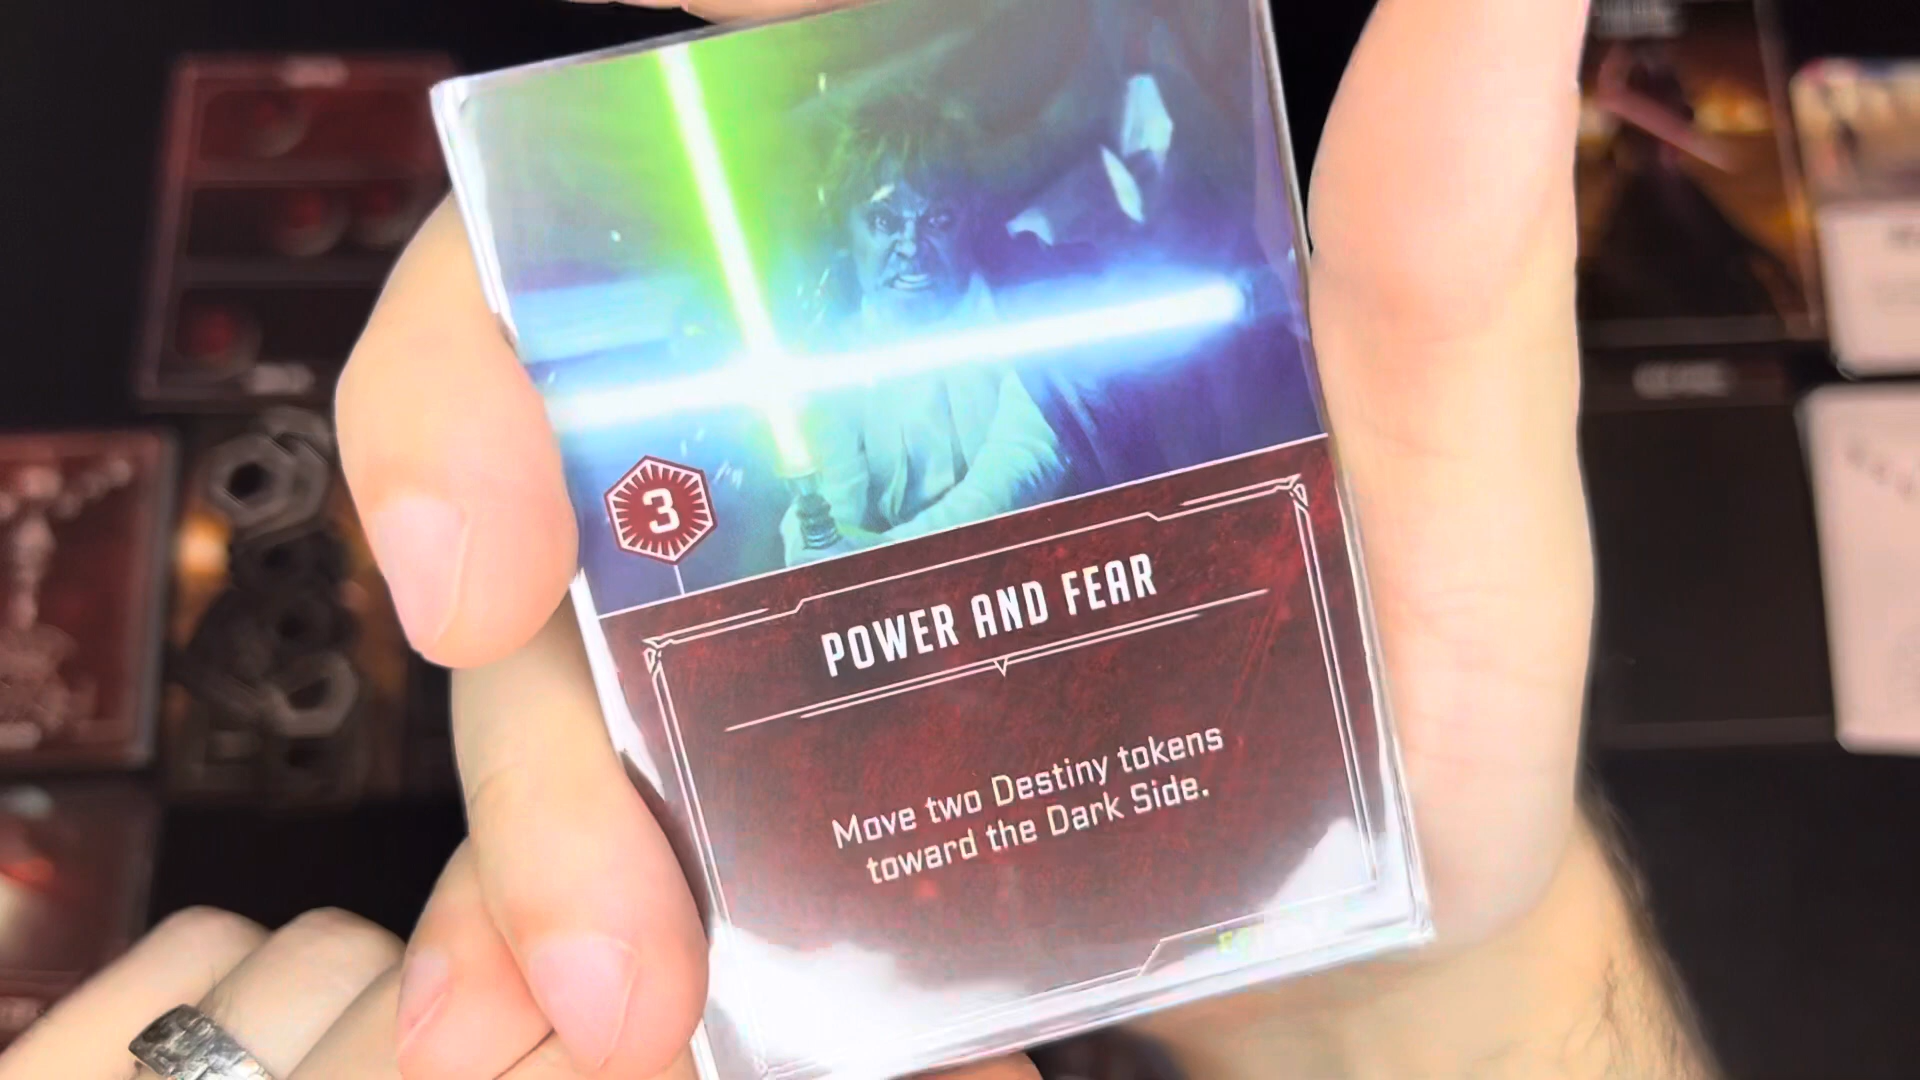 3
POWER AND FEAR
Move two Destiny tokens
toward the Dark Side.